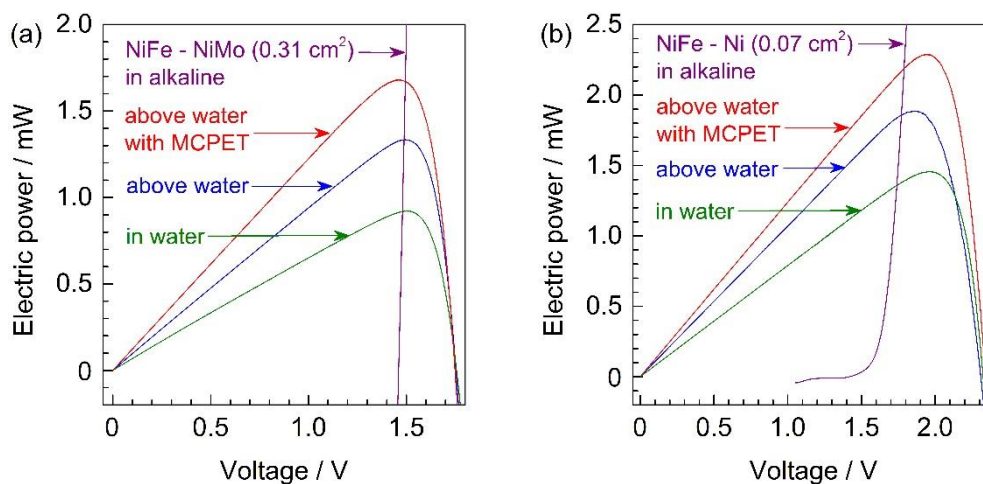 (a)
2.0
1.5
1.0
0.5
0
Electric power / mW
NiFe - NiMo (0.31 cm²)
in alkaline
above water
with MCPET
above water
in water
0.0
0.5
1.0
1.5
Voltage / V
(b)
2.5
2.0
1.5
1.0
0.5
0
Electric power / mW
NiFe - Ni (0.07 cm²)
in alkaline
above water
with MCPET
above water
in water
0.0
0.5
1.0
1.5
2.0
Voltage / V